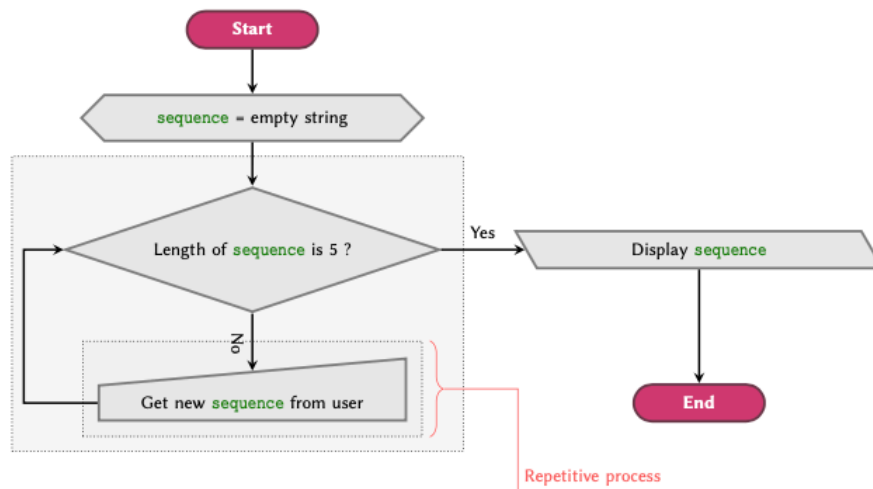 Start
sequence = empty string
Length of sequence is 5 ?
Yes
Display sequence
No
Get new sequence from user
End
Repetitive process